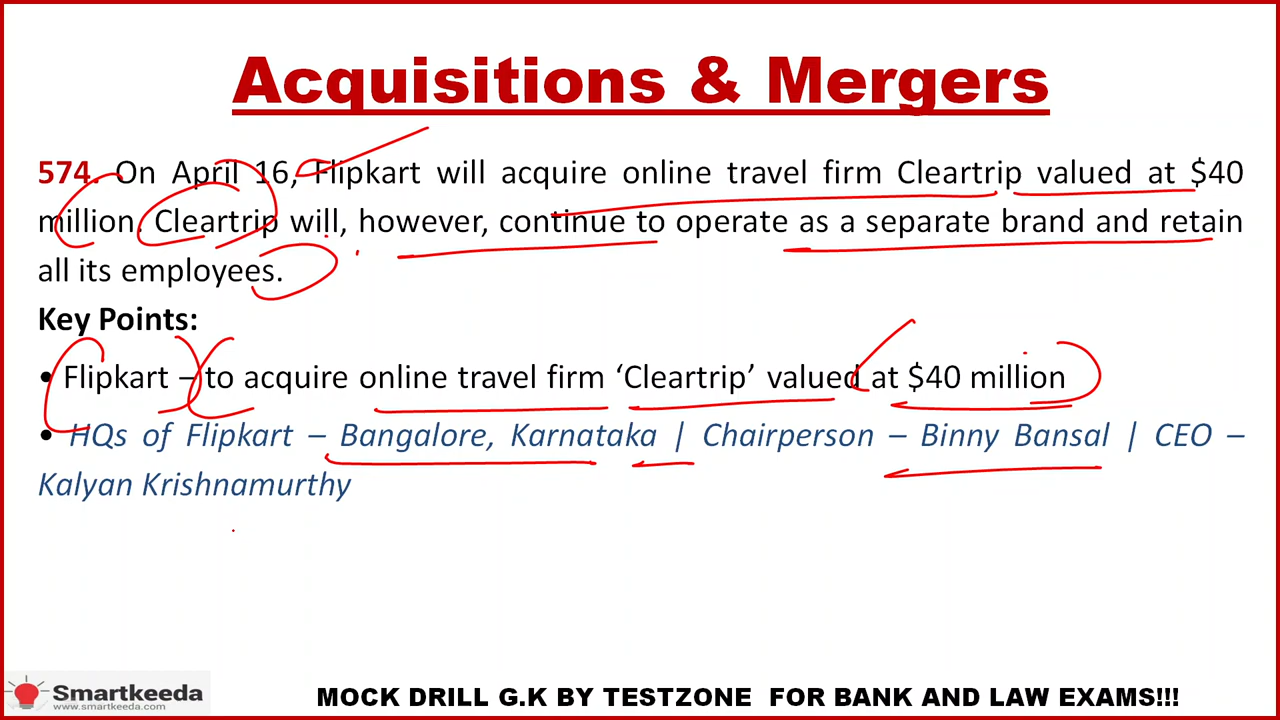 Acquisitions & Mergers
574. On April 16, Flipkart will acquire online travel firm Cleartrip valued at $40
million. Cleartrip will, however, continue to operate as a separate brand and retain
all its employees.
Key Points:
• Flipkart – to acquire online travel firm ‘Cleartrip’ valued at $40 million
• HQs of Flipkart – Bangalore, Karnataka | Chairperson – Binny Bansal | CEO –
Kalyan Krishnamurthy
Smartkeeda
www.smartkeeda.com
MOCK DRILL G.K BY TESTZONE FOR BANK AND LAW EXAMS!!!